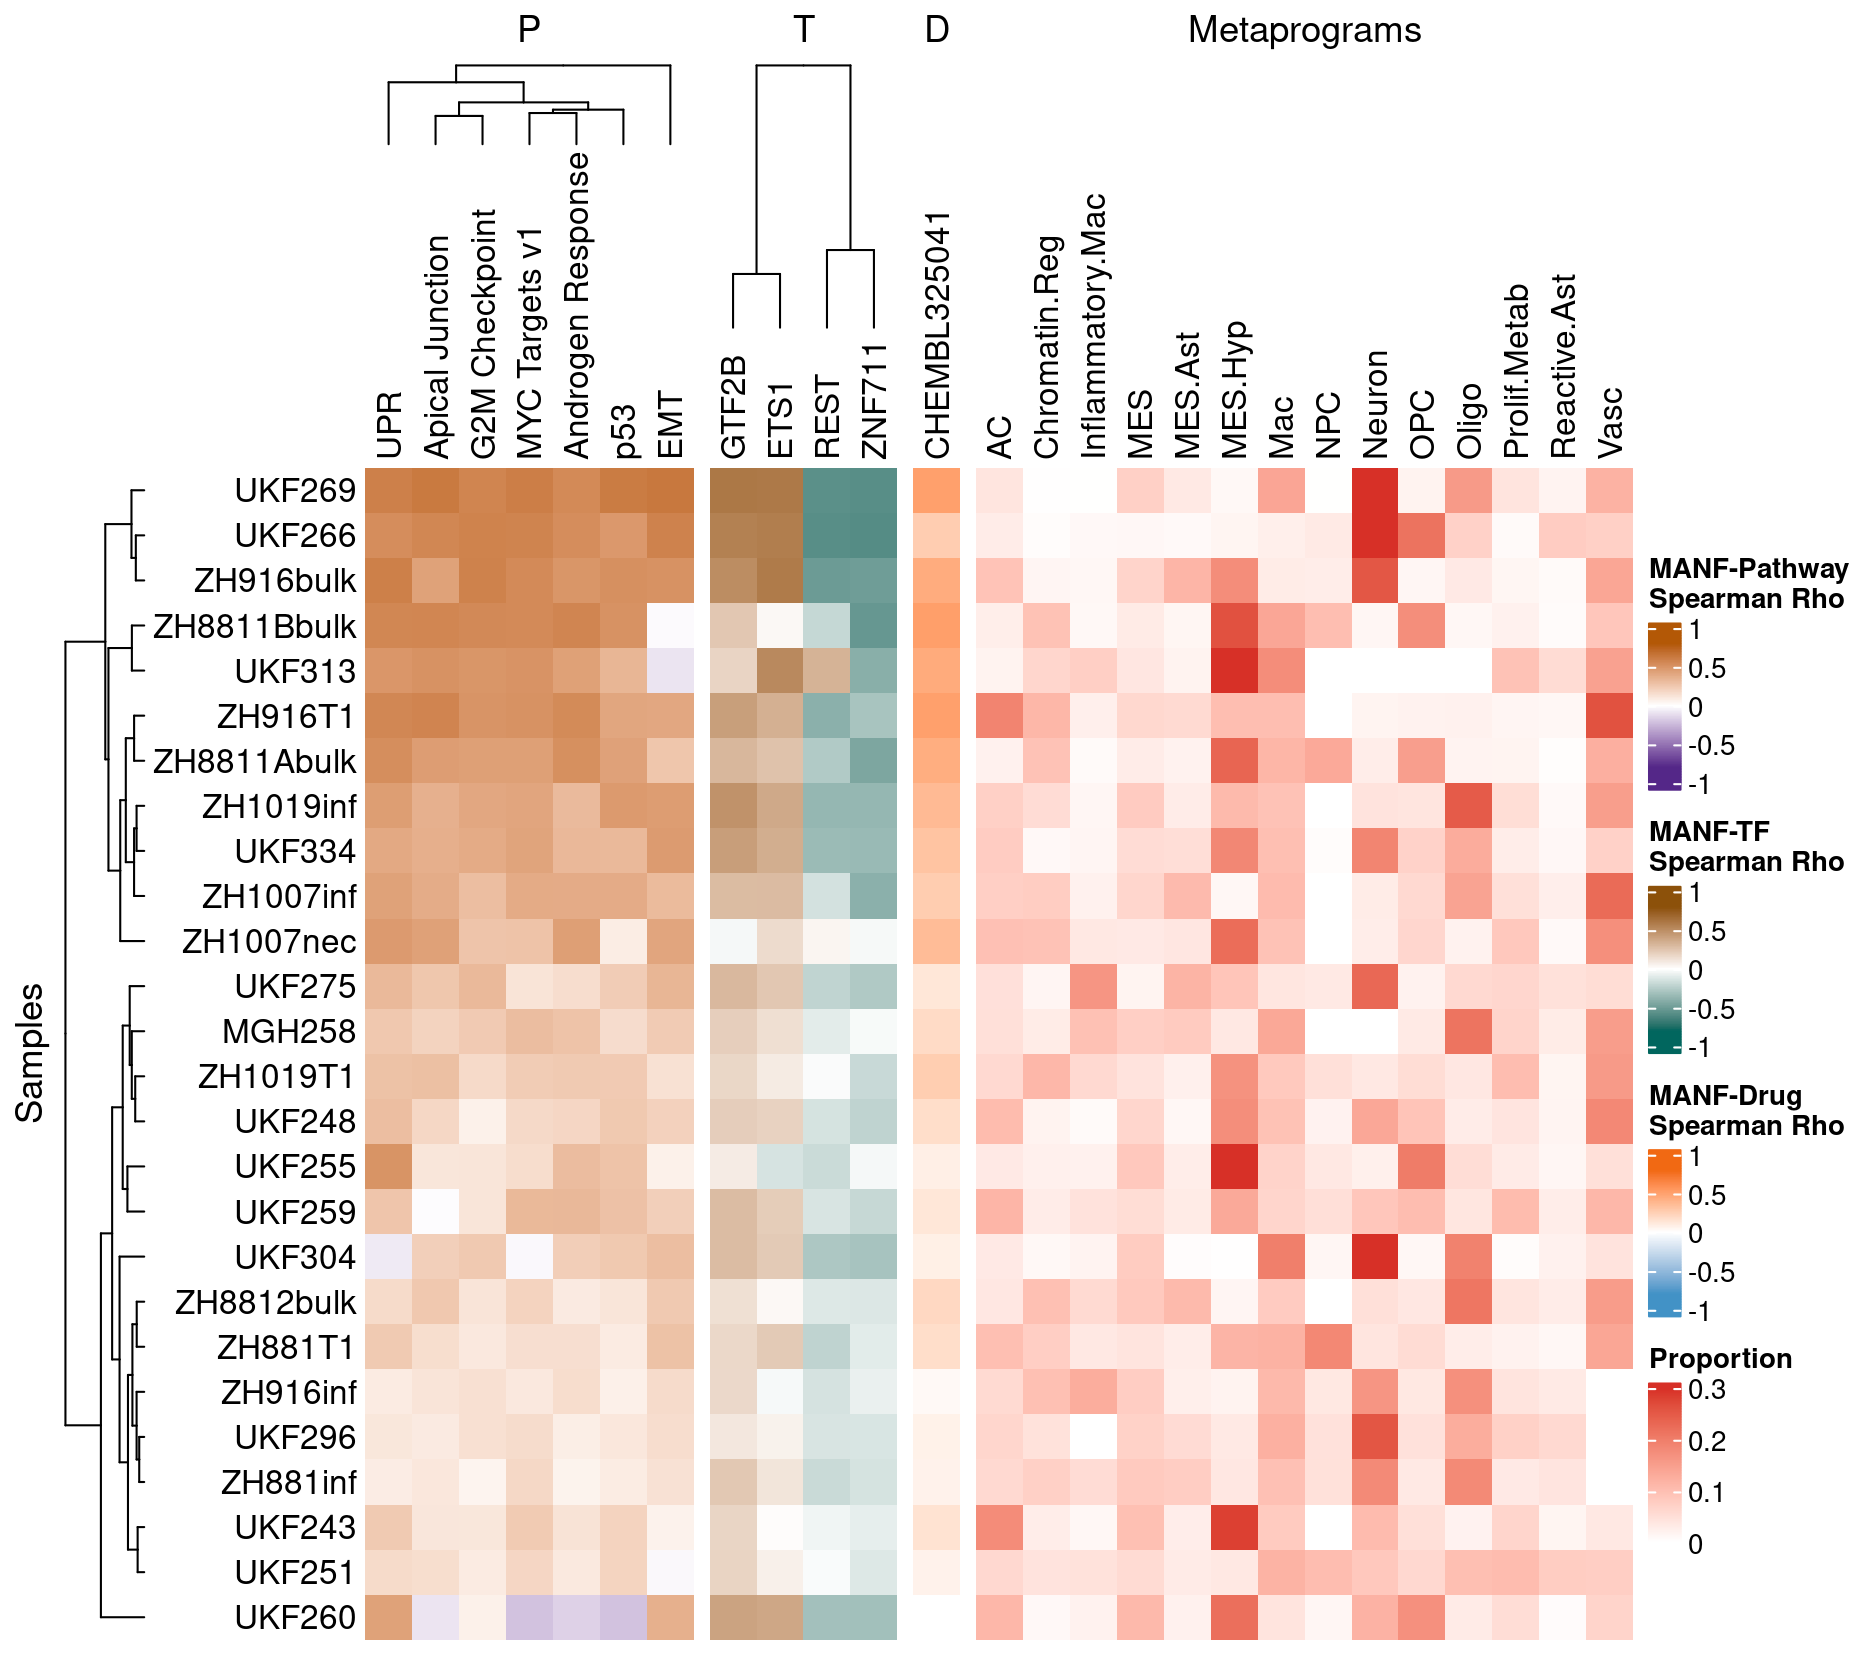 P T D Metaprograms
UPR
Apical Junction
G2M Checkpoint
MYC Targets v1
Androgen Response
p53
EMT
GTF2B
ETS1
REST
ZNF711
CHEMBL325041
AC
Chromatin.Reg
Inflammatory.Mac
MES
MES.Ast
MES.Hyp
Mac
NPC
Neuron
OPC
Oligo
Prolif.Metab
Reactive.Ast
Vasc
Samples
UKF269
UKF266
ZH916bulk
ZH8811Bbulk
UKF313
ZH916T1
ZH8811Abulk
ZH1019inf
UKF334
ZH1007inf
ZH1007nec
UKF275
MGH258
ZH1019T1
UKF248
UKF255
UKF259
UKF304
ZH8812bulk
ZH881T1
ZH916inf
UKF296
ZH881inf
UKF243
UKF251
UKF260
MANF-Pathway
Spearman Rho
1
0.5
0
-0.5
-1
MANF-TF
Spearman Rho
1
0.5
0
-0.5
-1
MANF-Drug
Spearman Rho
1
0.5
0
-0.5
-1
Proportion
0.3
0.2
0.1
0